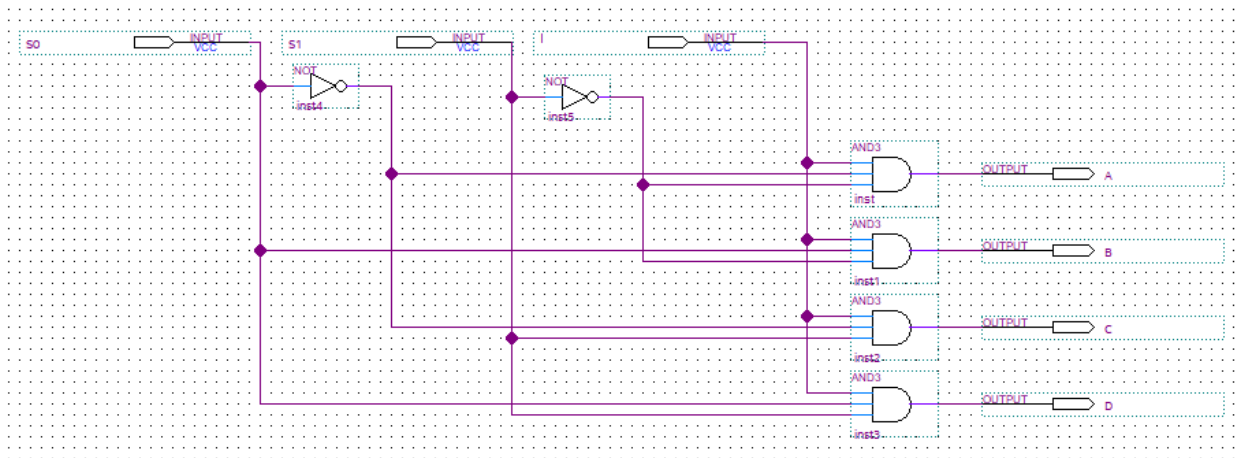 S0
INPUT
VCC
S1
INPUT
VCC
I
INPUT
VCC
NOT
inst4
NOT
inst5
AND3
inst
OUTPUT
A
AND3
inst1
OUTPUT
B
AND3
inst2
OUTPUT
C
AND3
inst3
OUTPUT
D